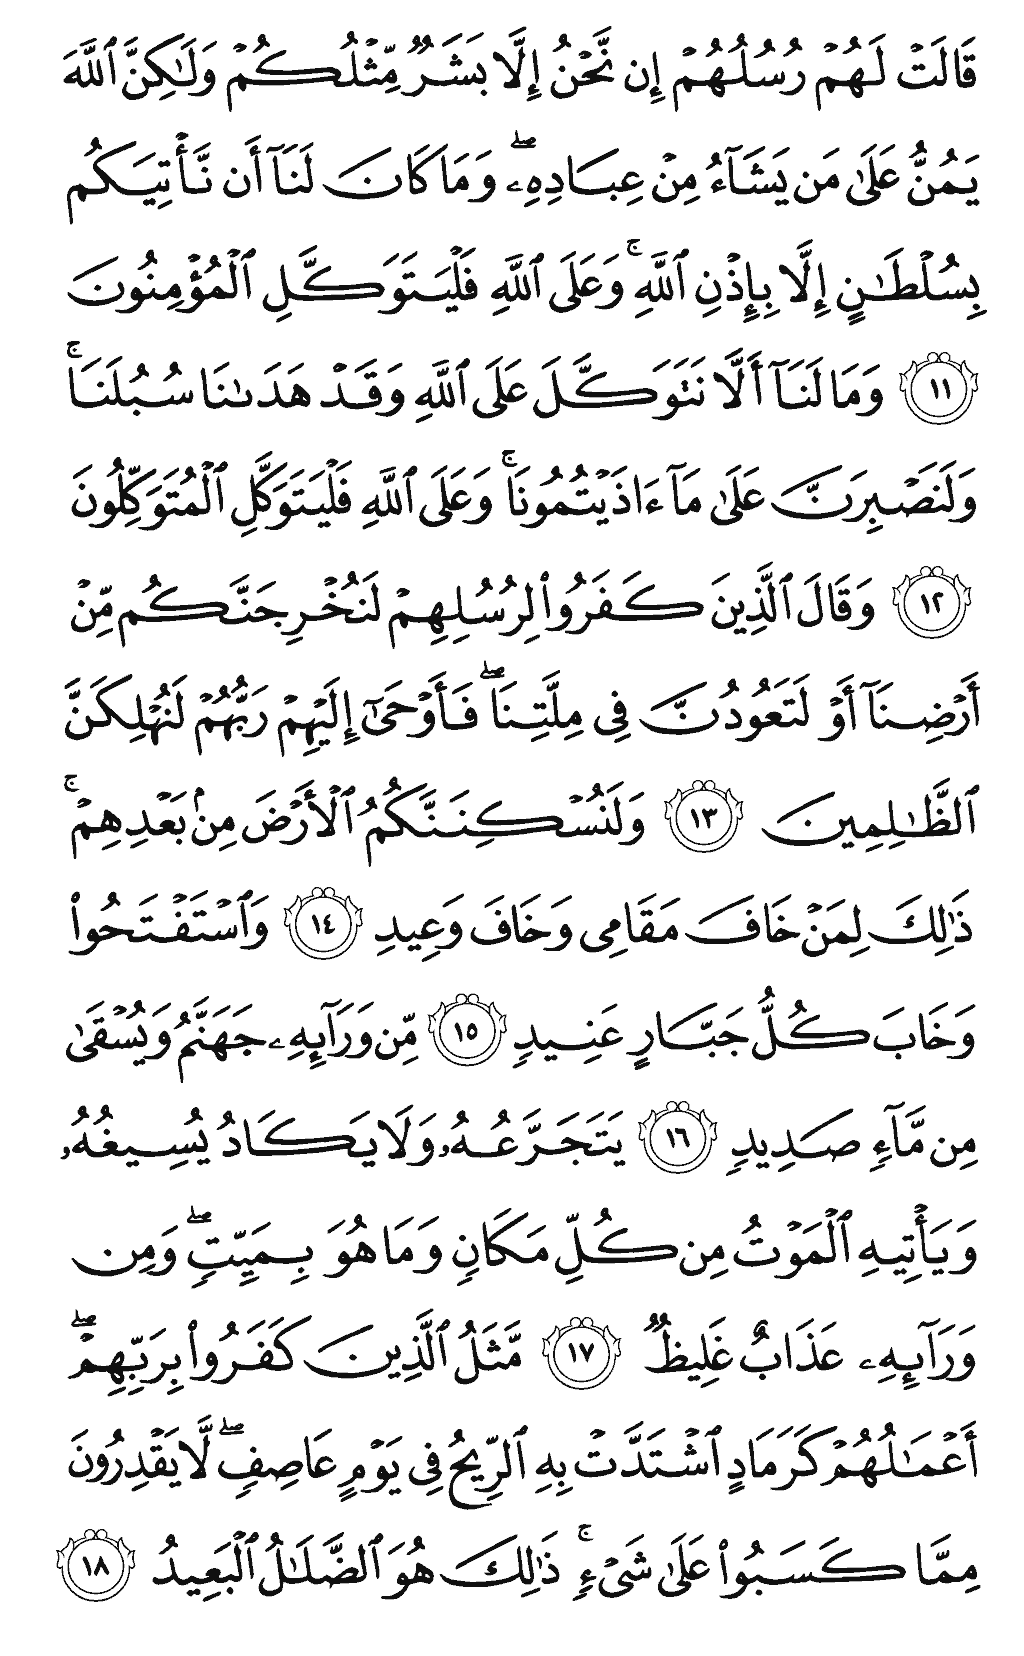 قَالَتْ لَهُمْ رُسُلُهُمْ إِن نَّحْنُ إِلَّا بَشَرٌ مِّثْلُكُمْ وَلَٰكِنَّ ٱللَّهَ
يَمُنُّ عَلَىٰ مَن يَشَآءُ مِنْ عِبَادِهِۦ ۖ وَمَا كَانَ لَنَآ أَن نَّأْتِيَكُم
بِسُلْطَٰنٍ إِلَّا بِإِذْنِ ٱللَّهِ ۚ وَعَلَى ٱللَّهِ فَلْيَتَوَكَّلِ ٱلْمُؤْمِنُونَ
١١ وَمَا لَنَآ أَلَّا نَتَوَكَّلَ عَلَى ٱللَّهِ وَقَدْ هَدَىٰنَا سُبُلَنَا ۚ
وَلَنَصْبِرَنَّ عَلَىٰ مَآ ءَاذَيْتُمُونَا ۚ وَعَلَى ٱللَّهِ فَلْيَتَوَكَّلِ ٱلْمُتَوَكِّلُونَ
١٢ وَقَالَ ٱلَّذِينَ كَفَرُوا۟ لِرُسُلِهِمْ لَنُخْرِجَنَّكُم مِّنْ
أَرْضِنَآ أَوْ لَتَعُودُنَّ فِى مِلَّتِنَا ۖ فَأَوْحَىٰٓ إِلَيْهِمْ رَبُّهُمْ لَنُهْلِكَنَّ
ٱلظَّٰلِمِينَ ١٣ وَلَنُسْكِنَنَّكُمُ ٱلْأَرْضَ مِنۢ بَعْدِهِمْ ۚ
ذَٰلِكَ لِمَنْ خَافَ مَقَامِى وَخَافَ وَعِيدِ ١٤ وَٱسْتَفْتَحُوا۟
وَخَابَ كُلُّ جَبَّارٍ عَنِيدٍ ١٥ مِّن وَرَآئِهِۦ جَهَنَّمُ وَيُسْقَىٰ
مِن مَّآءٍ صَدِيدٍ ١٦ يَتَجَرَّعُهُۥ وَلَا يَكَادُ يُسِيغُهُۥ
وَيَأْتِيهِ ٱلْمَوْتُ مِن كُلِّ مَكَانٍ وَمَا هُوَ بِمَيِّتٍ ۖ وَمِن
وَرَآئِهِۦ عَذَابٌ غَلِيظٌ ١٧ مَّثَلُ ٱلَّذِينَ كَفَرُوا۟ بِرَبِّهِمْ ۖ
أَعْمَٰلُهُمْ كَرَمَادٍ ٱشْتَدَّتْ بِهِ ٱلرِّيحُ فِى يَوْمٍ عَاصِفٍ ۖ لَّا يَقْدِرُونَ
مِمَّا كَسَبُوا۟ عَلَىٰ شَىْءٍ ۚ ذَٰلِكَ هُوَ ٱلضَّلَٰلُ ٱلْبَعِيدُ ١٨